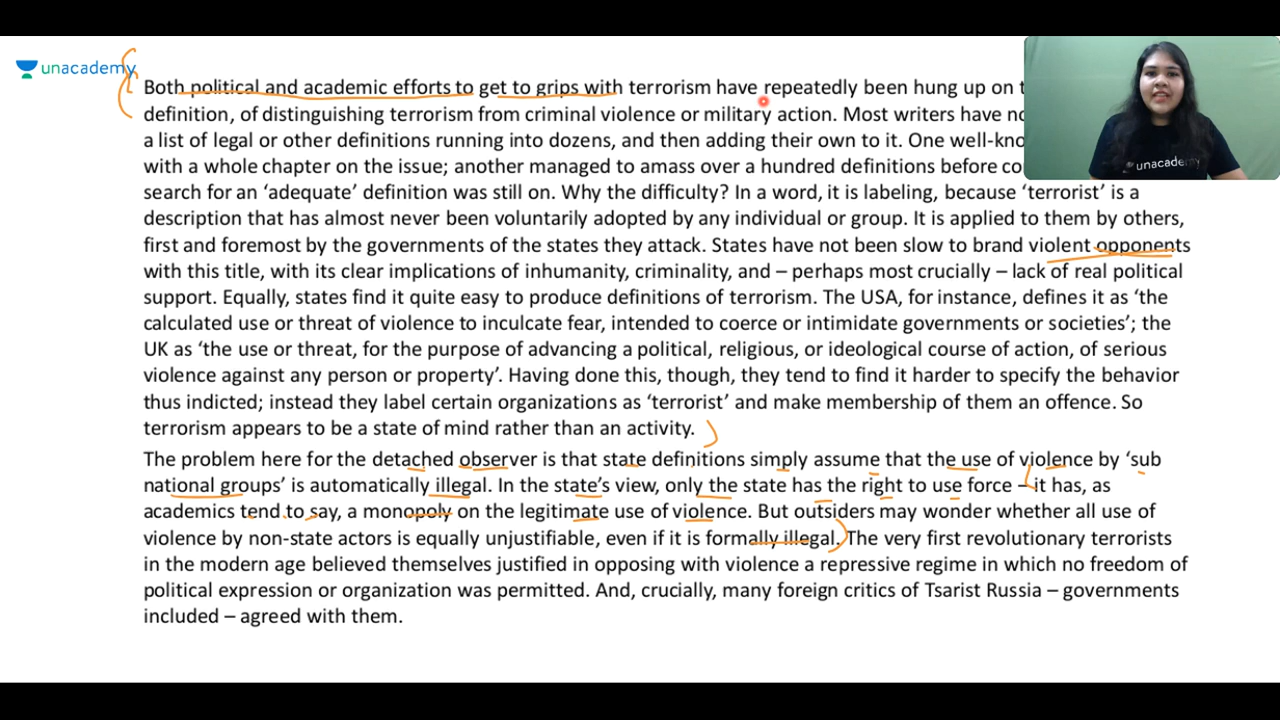 unacademy
Both political and academic efforts to get to grips with terrorism have repeatedly been hung up on
definition, of distinguishing terrorism from criminal violence or military action. Most writers have
a list of legal or other definitions running into dozens, and then adding their own to it. One
with a whole chapter on the issue; another managed to amass over a hundred definitions before
search for an ‘adequate’ definition was still on. Why the difficulty? In a word, it is labeling, because ‘terrorist’ is a
description that has almost never been voluntarily adopted by any individual or group. It is applied to them by others,
first and foremost by the governments of the states they attack. States have not been slow to brand violent opponents
with this title, with its clear implications of inhumanity, criminality, and – perhaps most crucially – lack of real political
support. Equally, states find it quite easy to produce definitions of terrorism. The USA, for instance, defines it as ‘the
calculated use or threat of violence to inculcate fear, intended to coerce or intimidate governments or societies’; the
UK as ‘the use or threat, for the purpose of advancing a political, religious, or ideological course of action, of serious
violence against any person or property’. Having done this, though, they tend to find it harder to specify the behavior
thus indicted; instead they label certain organizations as ‘terrorist’ and make membership of them an offence. So
terrorism appears to be a state of mind rather than an activity.
The problem here for the detached observer is that state definitions simply assume that the use of violence by ‘sub
national groups’ is automatically illegal. In the state’s view, only the state has the right to use force – it has, as
academics tend to say, a monopoly on the legitimate use of violence. But outsiders may wonder whether all use of
violence by non-state actors is equally unjustifiable, even if it is formally illegal. The very first revolutionary terrorists
in the modern age believed themselves justified in opposing with violence a repressive regime in which no freedom of
political expression or organization was permitted. And, crucially, many foreign critics of Tsarist Russia – governments
included – agreed with them.
unacademy